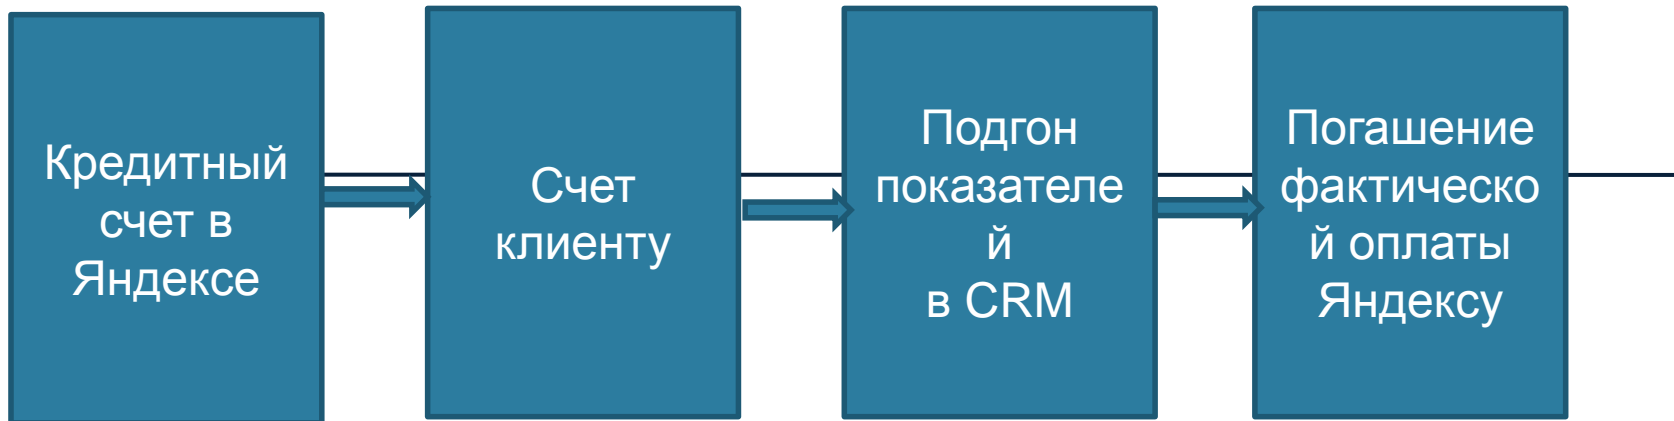 Кредитный
счет в
Яндексе
Счет
клиенту
Подгон
показателе
й
в CRM
Погашение
фактическо
й оплаты
Яндексу